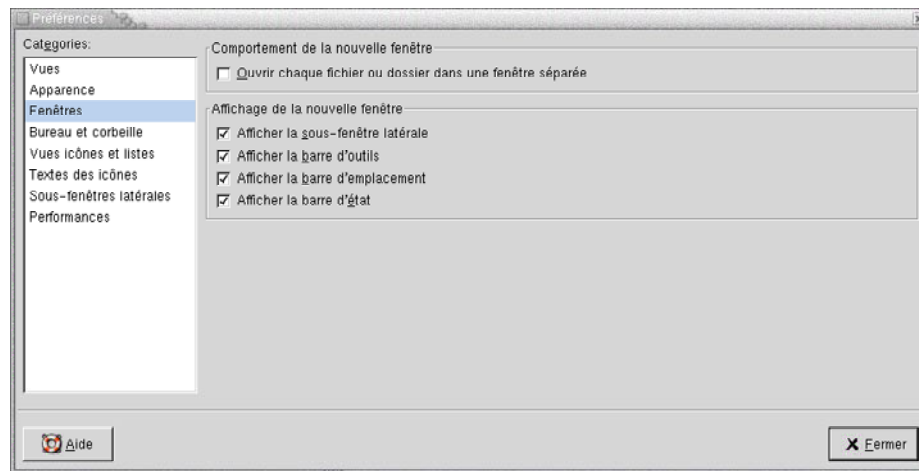 Préférences
Catégories:
Vues
Apparence
Fenêtres
Bureau et corbeille
Vues icônes et listes
Textes des icônes
Sous-fenêtres latérales
Performances
Comportement de la nouvelle fenêtre
Ouvrir chaque fichier ou dossier dans une fenêtre séparée
Affichage de la nouvelle fenêtre
Afficher la sous-fenêtre latérale
Afficher la barre d'outils
Afficher la barre d'emplacement
Afficher la barre d'état
Aide
Fermer